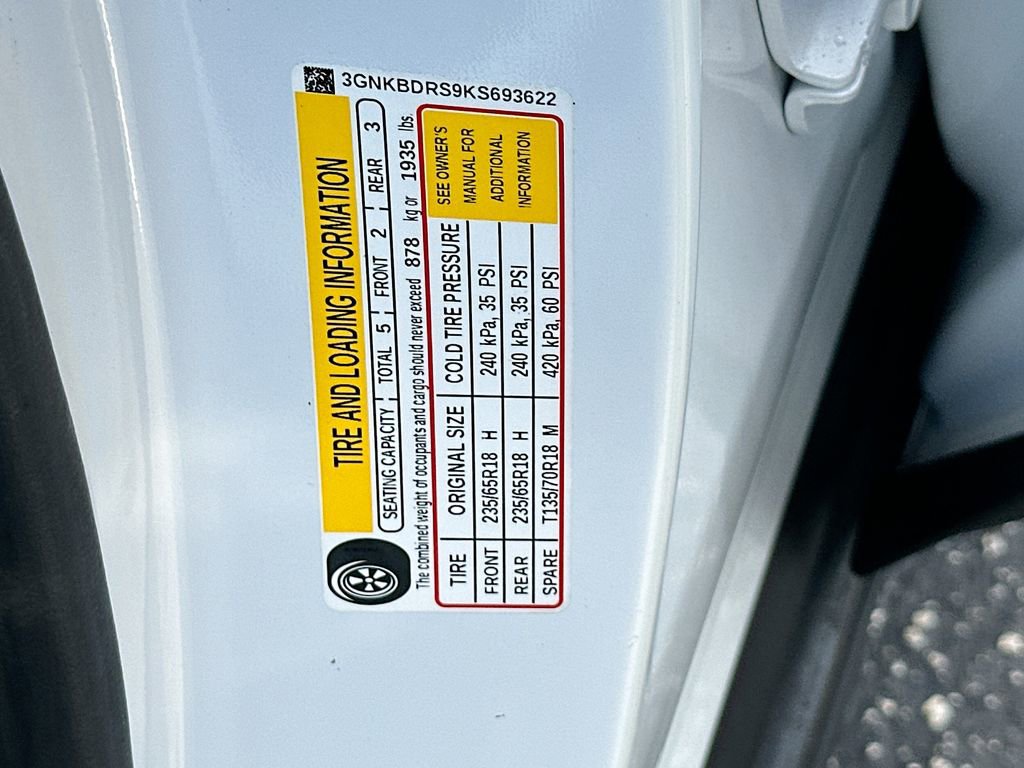 3GNKBDRS9KS693622
TIRE AND LOADING INFORMATION
SEATING CAPACITY TOTAL 5 FRONT 2 REAR 3
The combined weight of occupants and cargo should never exceed 878 kg or 1935 lbs.
TIRE ORIGINAL SIZE COLD TIRE PRESSURE
FRONT 235/65R18 H 240 kPa, 35 PSI
REAR 235/65R18 H 240 kPa, 35 PSI
SPARE T135/70R18 M 420 kPa, 60 PSI
SEE OWNER'S
MANUAL FOR
ADDITIONAL
INFORMATION